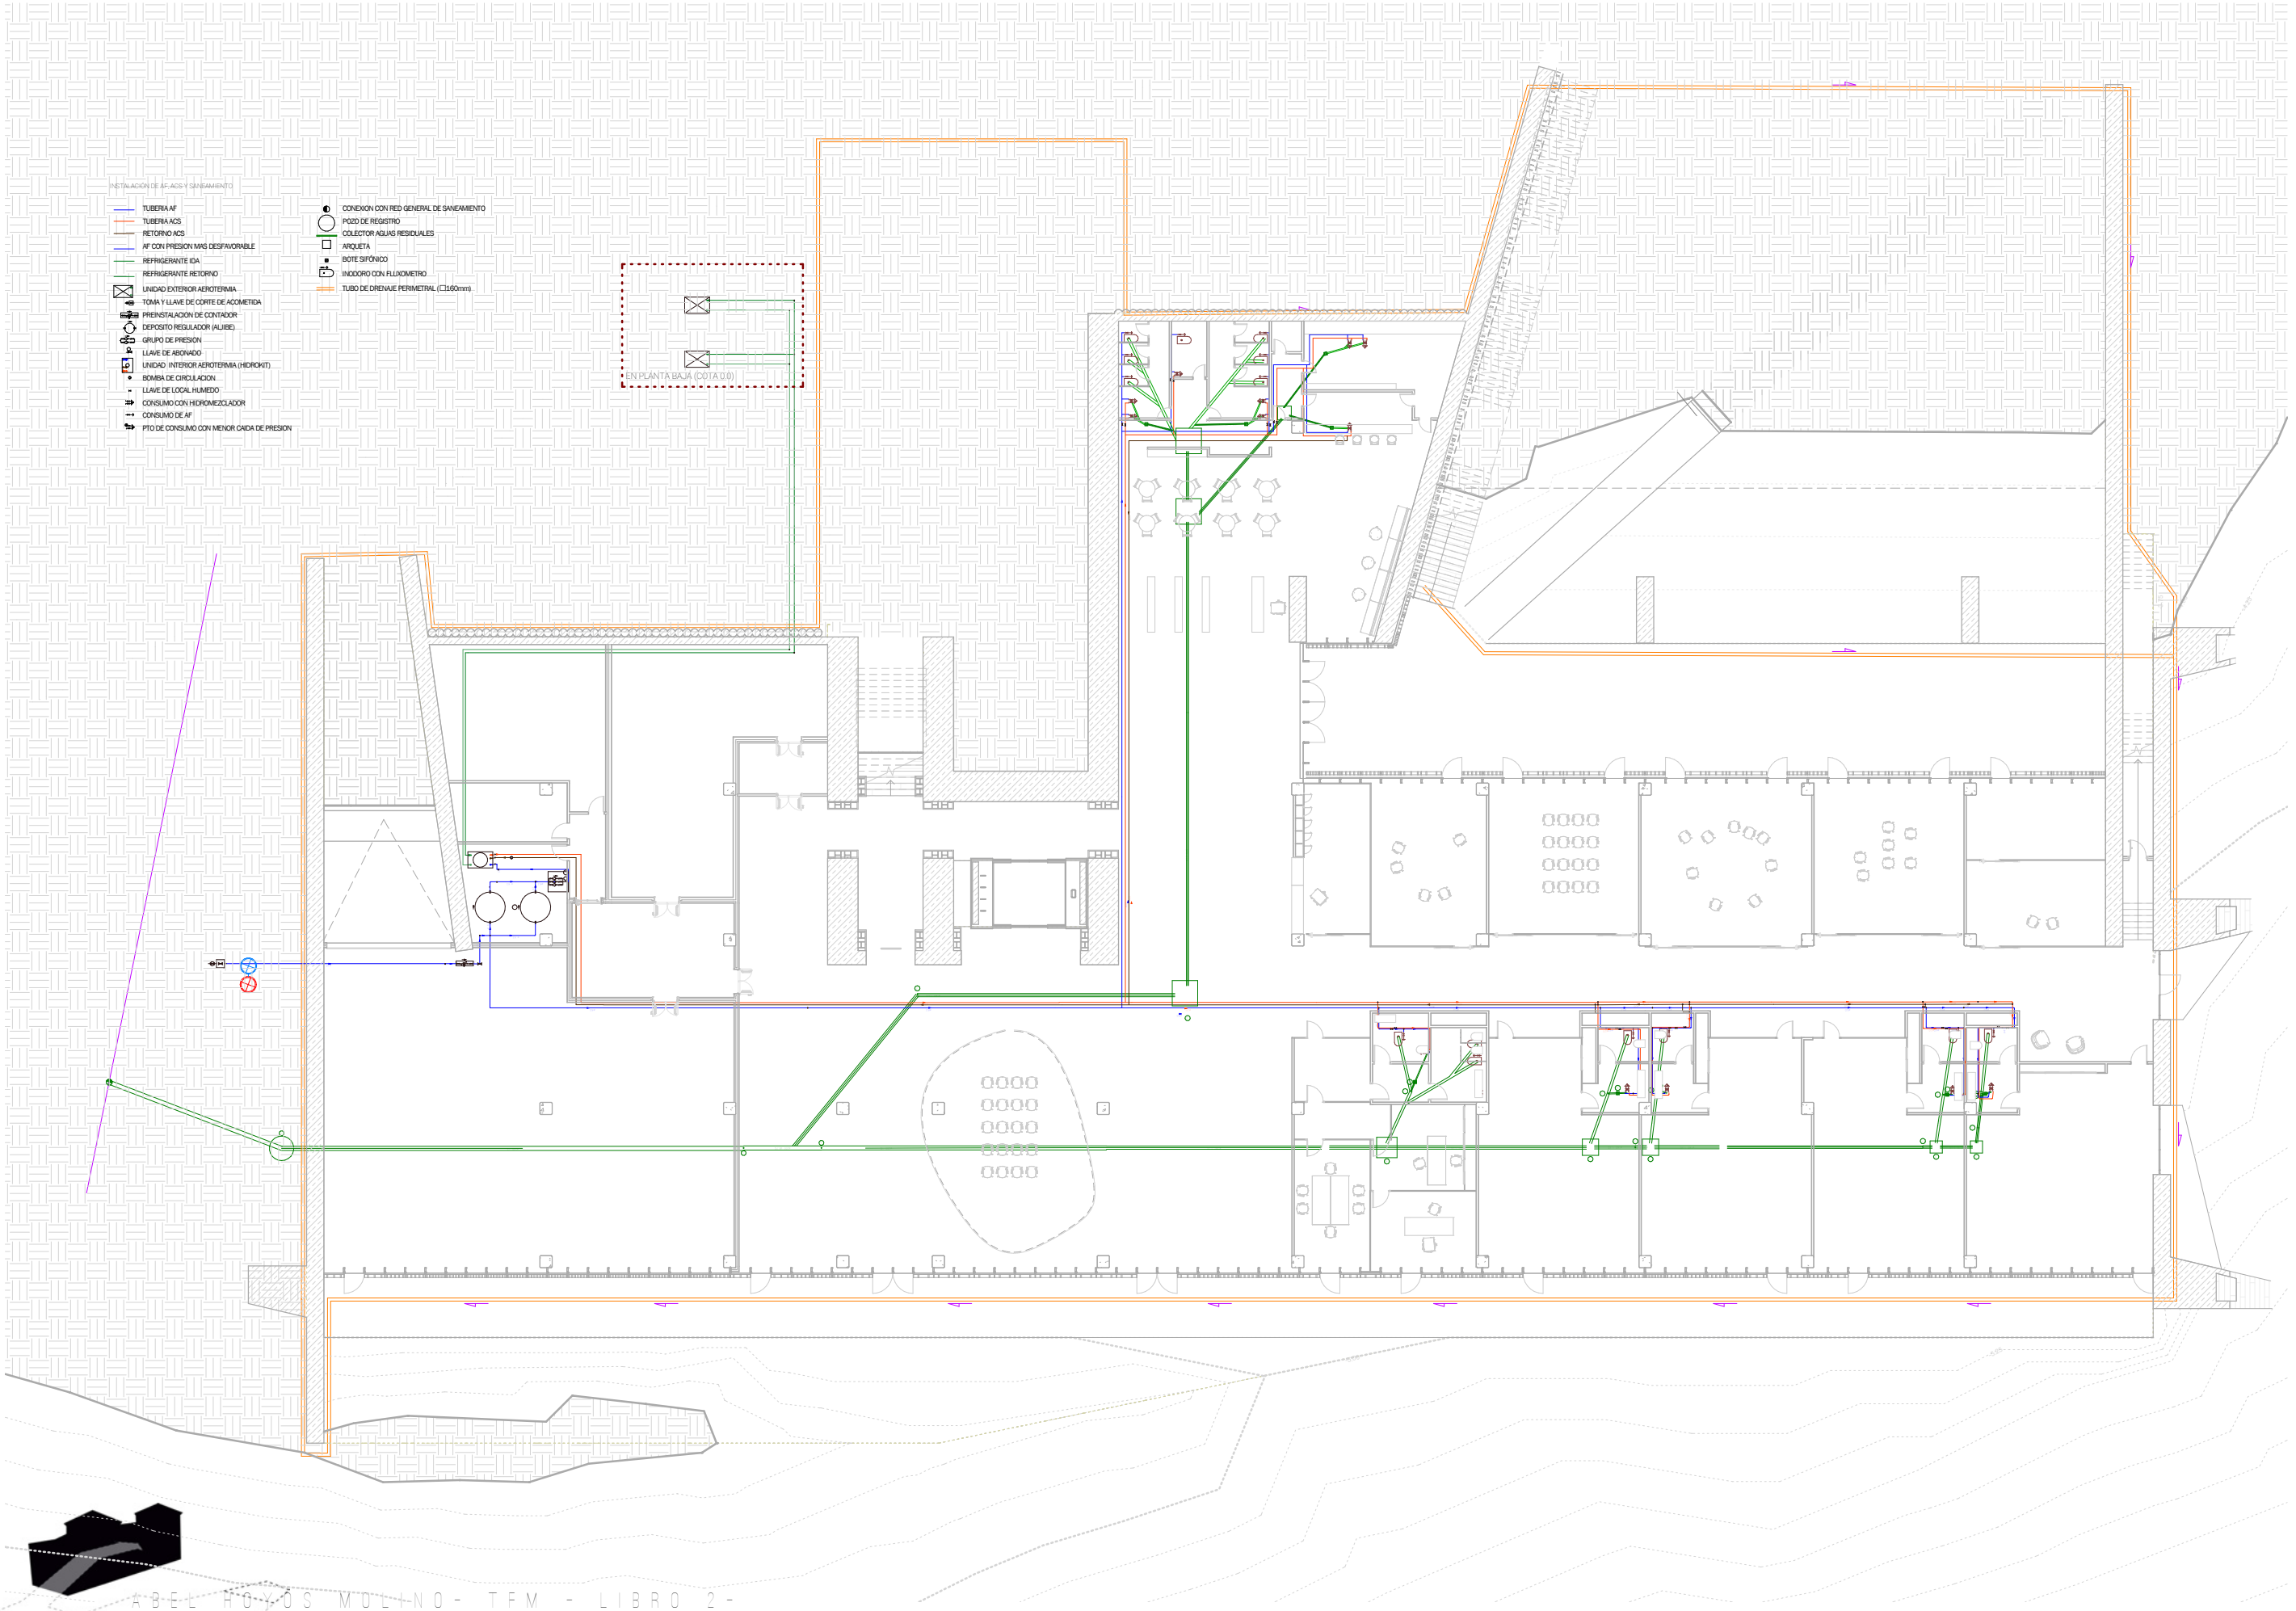 INSTALACION DE AF, ACS Y SANEAMIENTO
TUBERIA AF
TUBERIA ACS
RETORNO ACS
AF CON PRESION MAS DESFAVORABLE
REFRIGERANTE IDA
REFRIGERANTE RETORNO
UNIDAD EXTERIOR AEROTERMIA
TOMA Y LLAVE DE CORTE DE ACOMETIDA
PREINSTALACION DE CONTADOR
DEPOSITO REGULADOR (ALJIBE)
GRUPO DE PRESION
LLAVE DE ABONADO
UNIDAD INTERIOR AEROTERMIA (HIDROKIT)
BOMBA DE CIRCULACION
LLAVE DE LOCAL HUMEDO
CONSUMO CON HIDROMEZCLADOR
CONSUMO DE AF
PTO DE CONSUMO CON MENOR CAIDA DE PRESION
CONEXION CON RED GENERAL DE SANEAMIENTO
POZO DE REGISTRO
COLECTOR AGUAS RESIDUALES
ARQUETA
BOTE SIFÓNICO
INODORO CON FLUXOMETRO
TUBO DE DRENAJE PERIMETRAL (□160mm)
EN PLANTA BAJA (COTA 0.0)
ABEL HOYOS MOLINO- TFM - LIBRO 2-